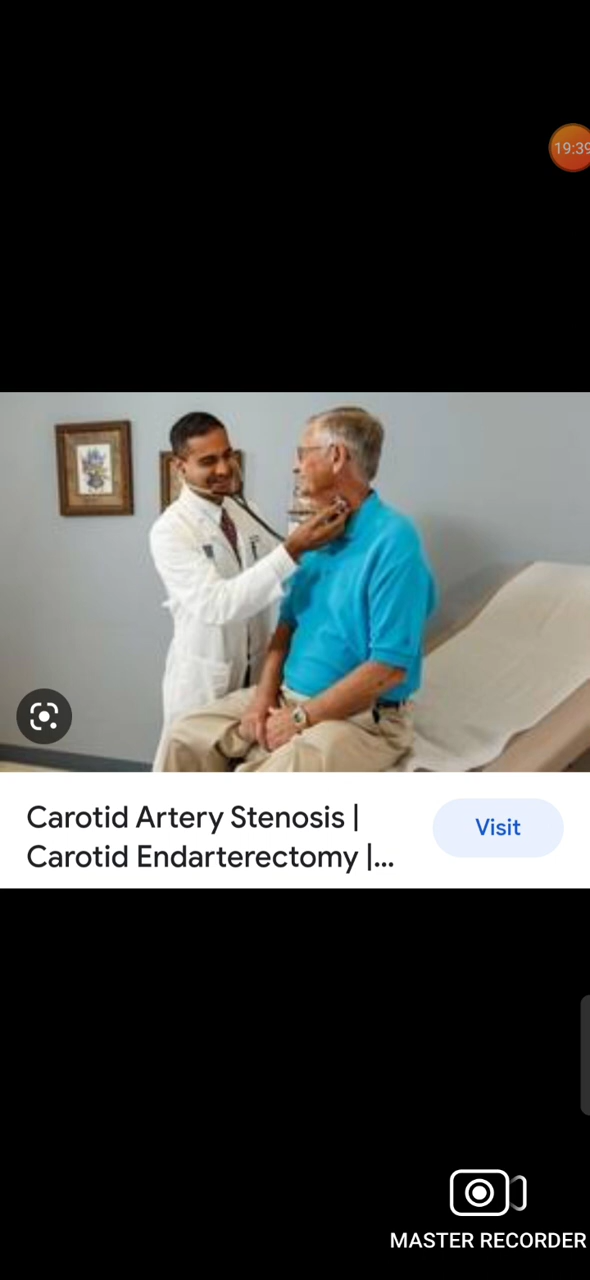 19:39
Carotid Artery Stenosis |
Carotid Endarterectomy |...
Visit
MASTER RECORDER